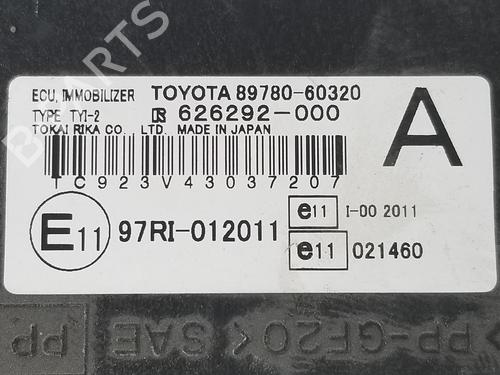 ECU, IMMOBILIZER TOYOTA 89780-60320
TYPE TY1-2 R 626292-000
TOKAI RIKA CO., LTD. MADE IN JAPAN
A
TC923V43037207
E11 97RI-012011
e11 I-00 2011
e11 021460
PP >PP-GF20< SAE